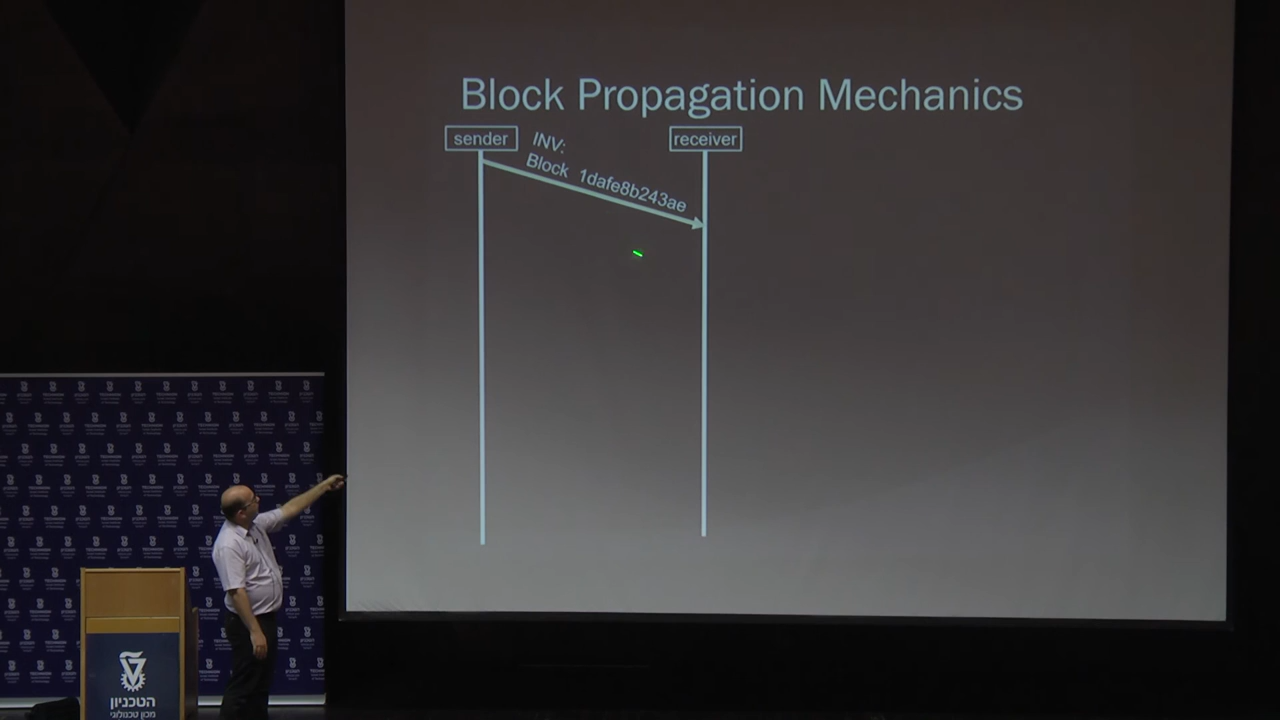 Block Propagation Mechanics
sender
receiver
INV:
Block 1dafe8b243ae
הטכניון
מכון טכנולוגי